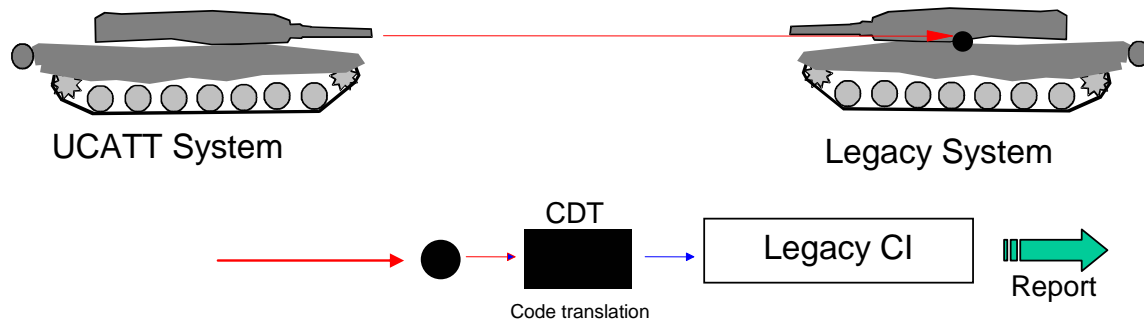 UCATT System
Legacy System
CDT
Legacy CI
Report
Code translation